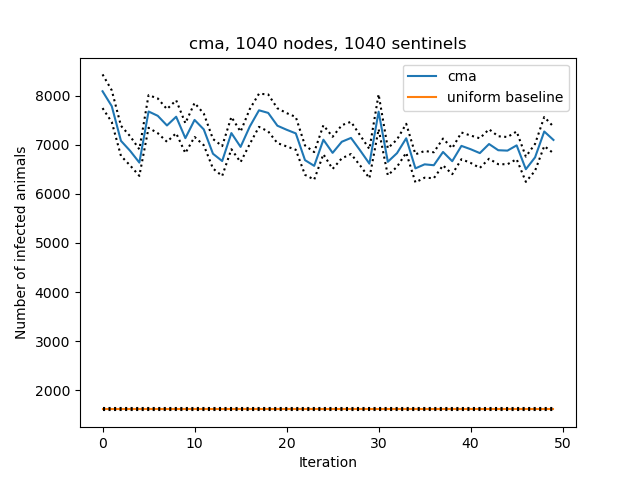 cma, 1040 nodes, 1040 sentinels
cma
uniform baseline
Number of infected animals
8000
7000
6000
5000
4000
3000
2000
0 10 20 30 40 50
Iteration